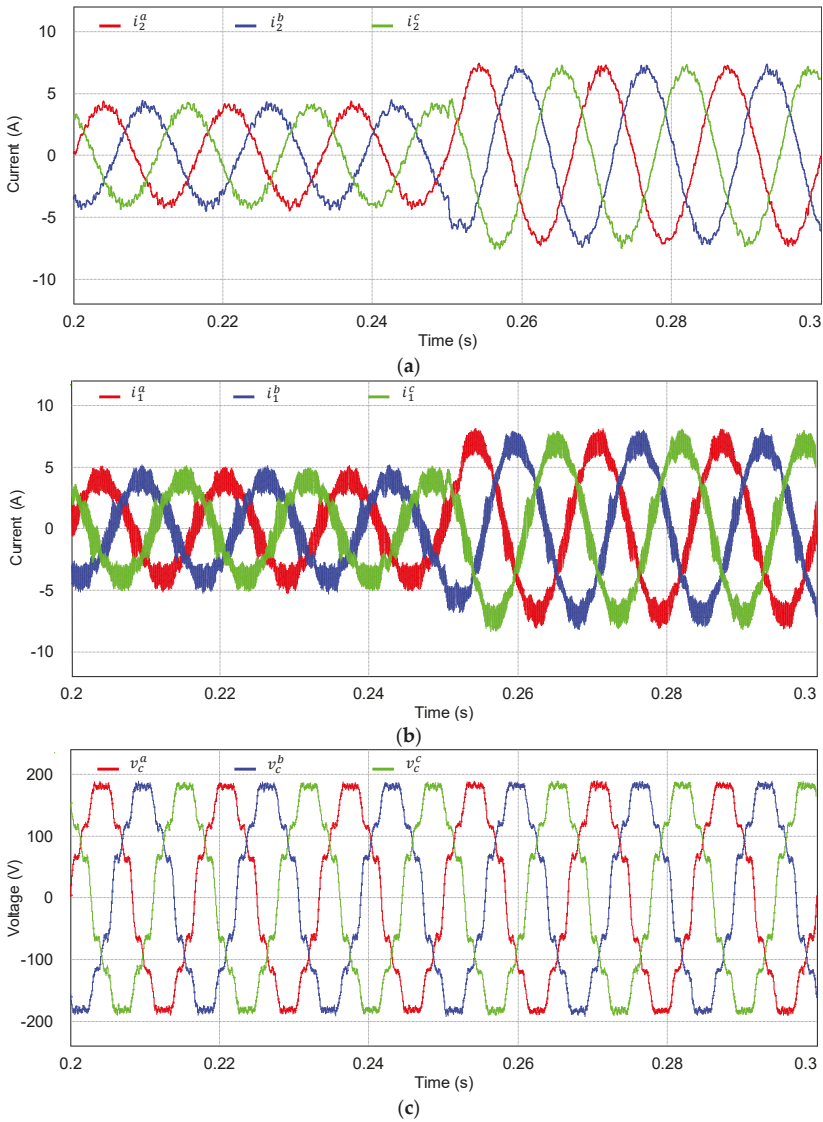 i₂ᵃ i₂ᵇ i₂ᶜ
10
5
0
-5
-10
Current (A)
0.2 0.22 0.24 0.26 0.28 0.3
Time (s)
(a)
i₁ᵃ i₁ᵇ i₁ᶜ
10
5
0
-5
-10
Current (A)
0.2 0.22 0.24 0.26 0.28 0.3
Time (s)
(b)
v_cᵃ v_cᵇ v_cᶜ
200
100
0
-100
-200
Voltage (V)
0.2 0.22 0.24 0.26 0.28 0.3
Time (s)
(c)